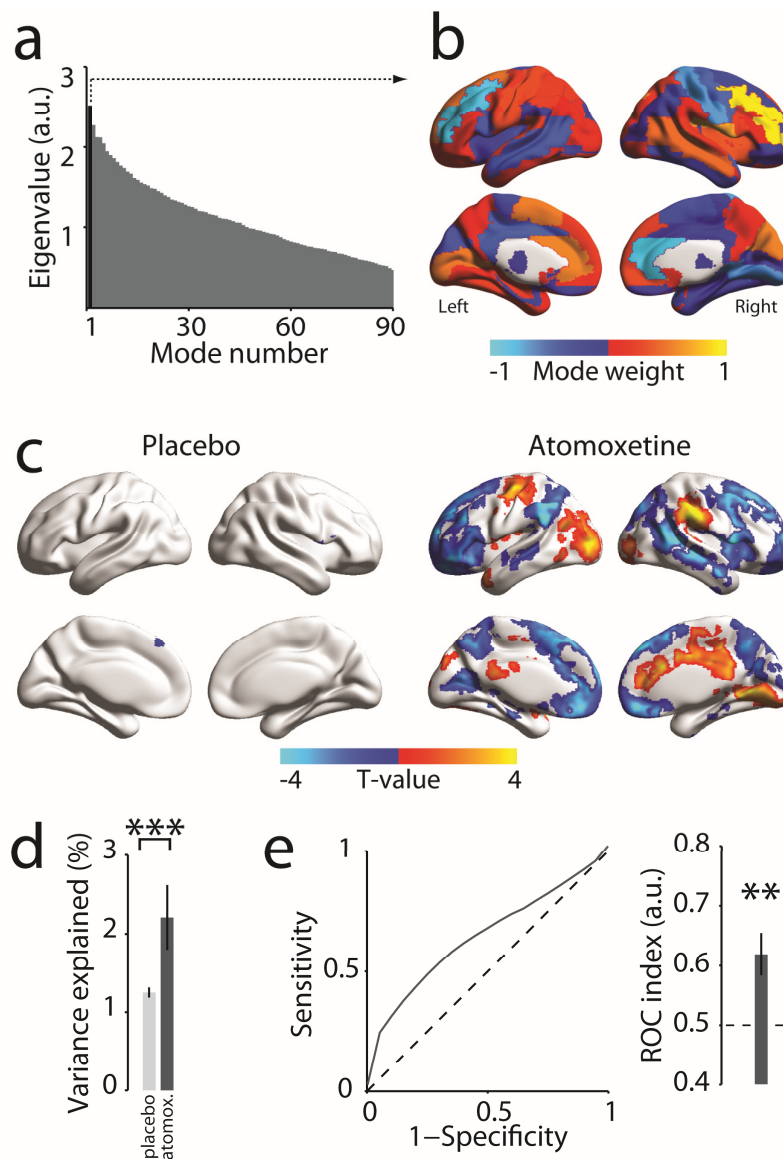 a
Eigenvalue (a.u.)
3
2
1
1 30 60 90
Mode number
b
Left Right
-1 Mode weight 1
c
Placebo Atomoxetine
-4 T-value 4
d
***
Variance explained (%)
3
2
1
0
placebo
atomox.
e
Sensitivity
1
0.5
0
0 0.5 1
1−Specificity
ROC index (a.u.)
0.8
0.7
0.6
0.5
0.4
**